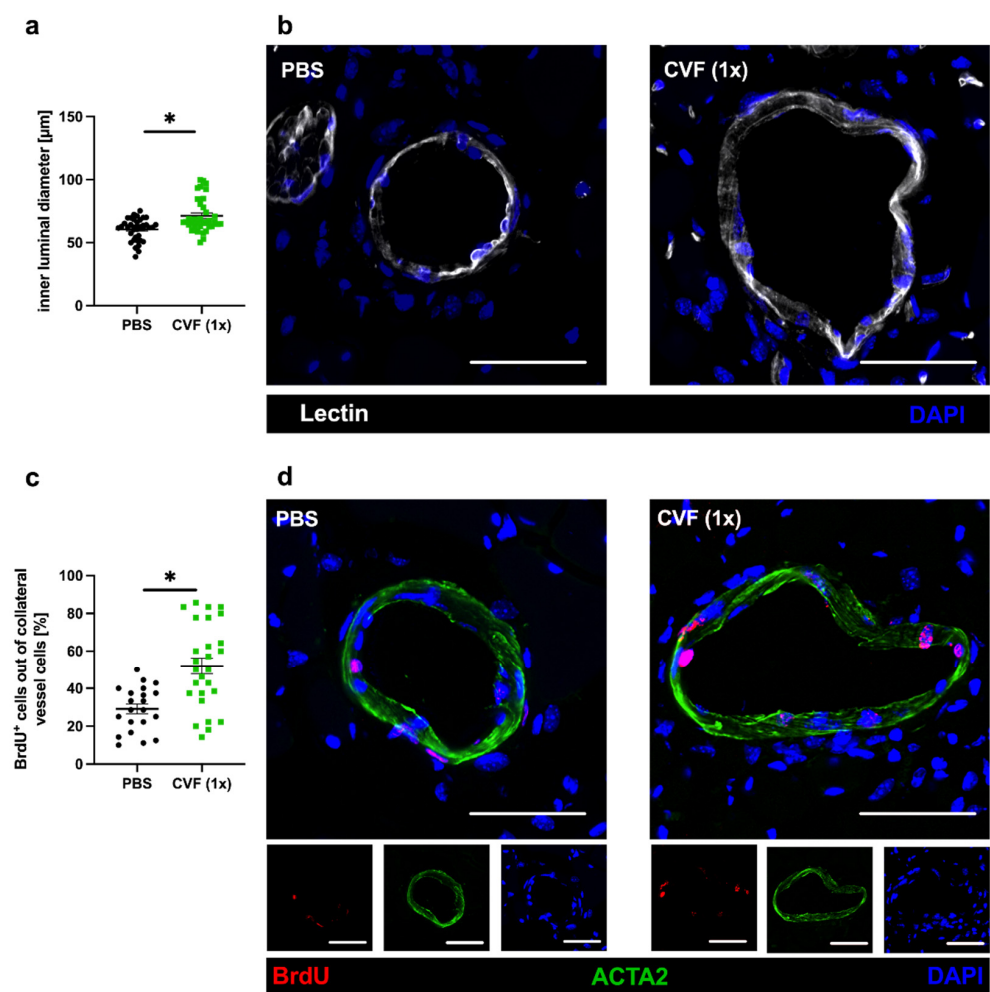 a
inner luminal diameter [µm]
150
100
50
0
*
PBS
CVF (1x)
b
PBS
CVF (1x)
Lectin
DAPI
c
BrdU⁺ cells out of collateral
vessel cells [%]
100
80
60
40
20
0
*
PBS
CVF (1x)
d
PBS
CVF (1x)
BrdU
ACTA2
DAPI